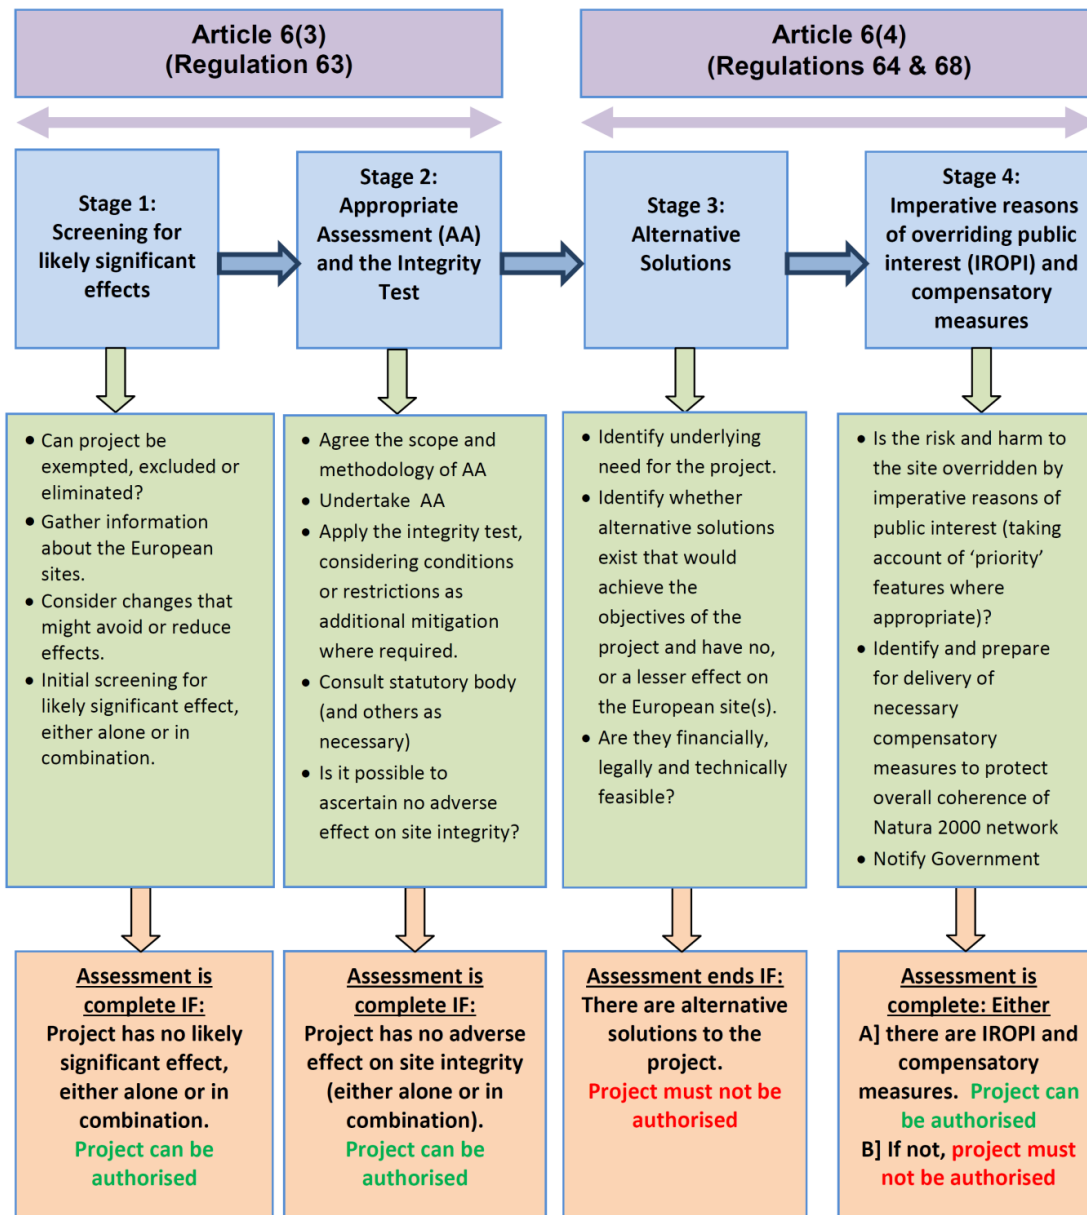 Article 6(3)
(Regulation 63)
Article 6(4)
(Regulations 64 & 68)
Stage 1:
Screening for
likely significant
effects
Stage 2:
Appropriate
Assessment (AA)
and the Integrity
Test
Stage 3:
Alternative
Solutions
Stage 4:
Imperative reasons
of overriding public
interest (IROPI) and
compensatory
measures
• Can project be
exempted, excluded or
eliminated?
• Gather information
about the European
sites.
• Consider changes that
might avoid or reduce
effects.
• Initial screening for
likely significant effect,
either alone or in
combination.
• Agree the scope and
methodology of AA
• Undertake AA
• Apply the integrity test,
considering conditions
or restrictions as
additional mitigation
where required.
• Consult statutory body
(and others as
necessary)
• Is it possible to
ascertain no adverse
effect on site integrity?
• Identify underlying
need for the project.
• Identify whether
alternative solutions
exist that would
achieve the
objectives of the
project and have no,
or a lesser effect on
the European site(s).
• Are they financially,
legally and technically
feasible?
• Is the risk and harm to
the site overridden by
imperative reasons of
public interest (taking
account of ‘priority’
features where
appropriate)?
• Identify and prepare
for delivery of
necessary
compensatory
measures to protect
overall coherence of
Natura 2000 network
• Notify Government
Assessment is
complete IF:
Project has no likely
significant effect,
either alone or in
combination.
Project can be
authorised
Assessment is
complete IF:
Project has no adverse
effect on site integrity
(either alone or in
combination).
Project can be
authorised
Assessment ends IF:
There are alternative
solutions to the
project.
Project must not be
authorised
Assessment is
complete: Either
A] there are IROPI and
compensatory
measures. Project can
be authorised
B] If not, project must
not be authorised